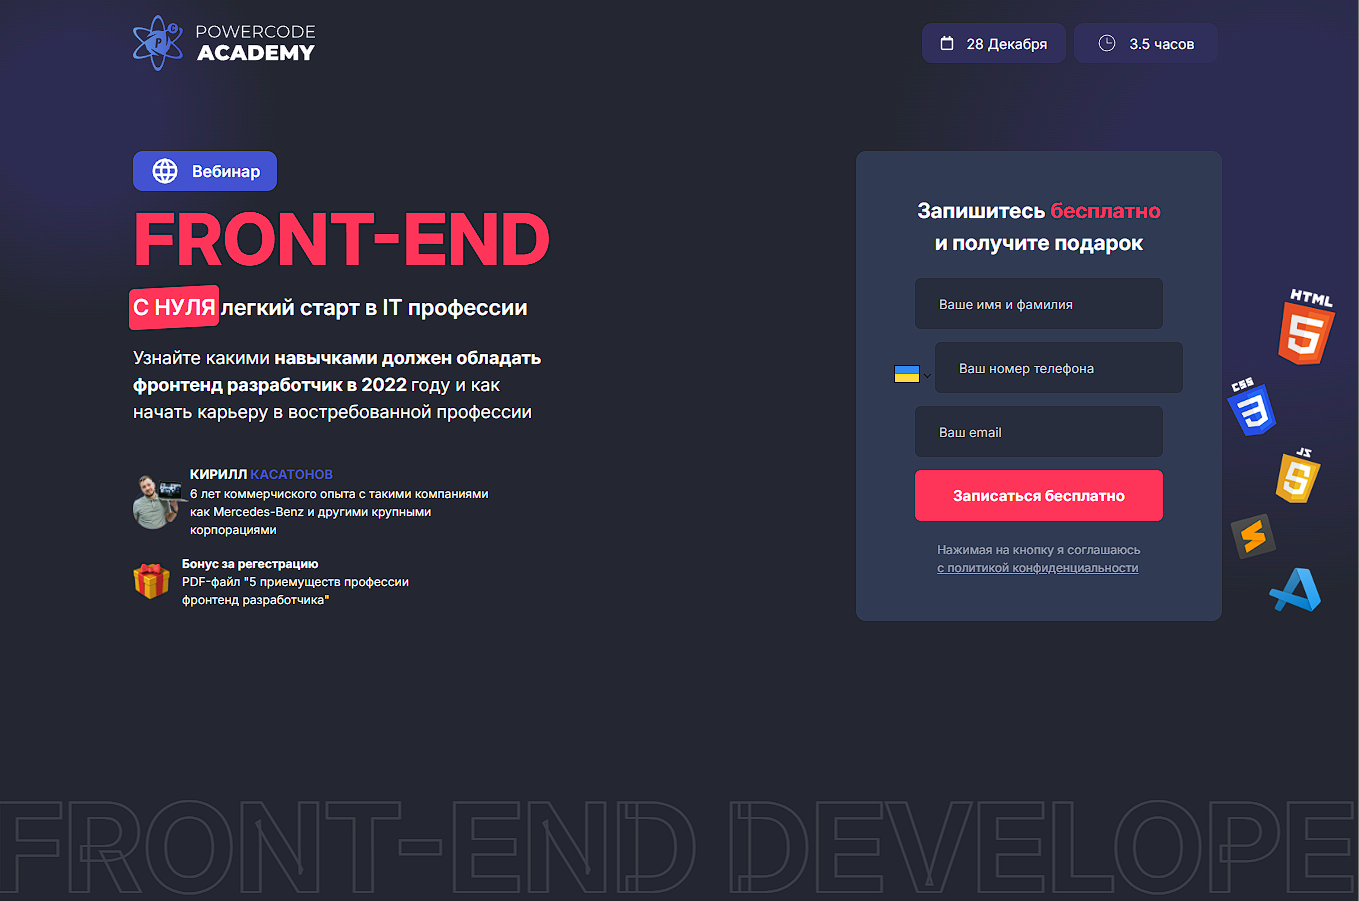 POWERCODE
ACADEMY
28 Декабря
3.5 часов
Вебинар
FRONT-END
С НУЛЯ легкий старт в IT профессии
Узнайте какими навычками должен обладать
фронтенд разработчик в 2022 году и как
начать карьеру в востребованной профессии
КИРИЛЛ КАСАТОНОВ
6 лет коммерчиского опыта с такими компаниями
как Mercedes-Benz и другими крупными
корпорациями
Бонус за регестрацию
PDF-файл "5 приемуществ профессии
фронтенд разработчика"
Запишитесь бесплатно
и получите подарок
Ваше имя и фамилия
Ваш номер телефона
Ваш email
Записаться бесплатно
Нажимая на кнопку я соглашаюсь
с политикой конфиденциальности
HTML
5
CSS
3
JS
5
FRONT-END DEVELOPE